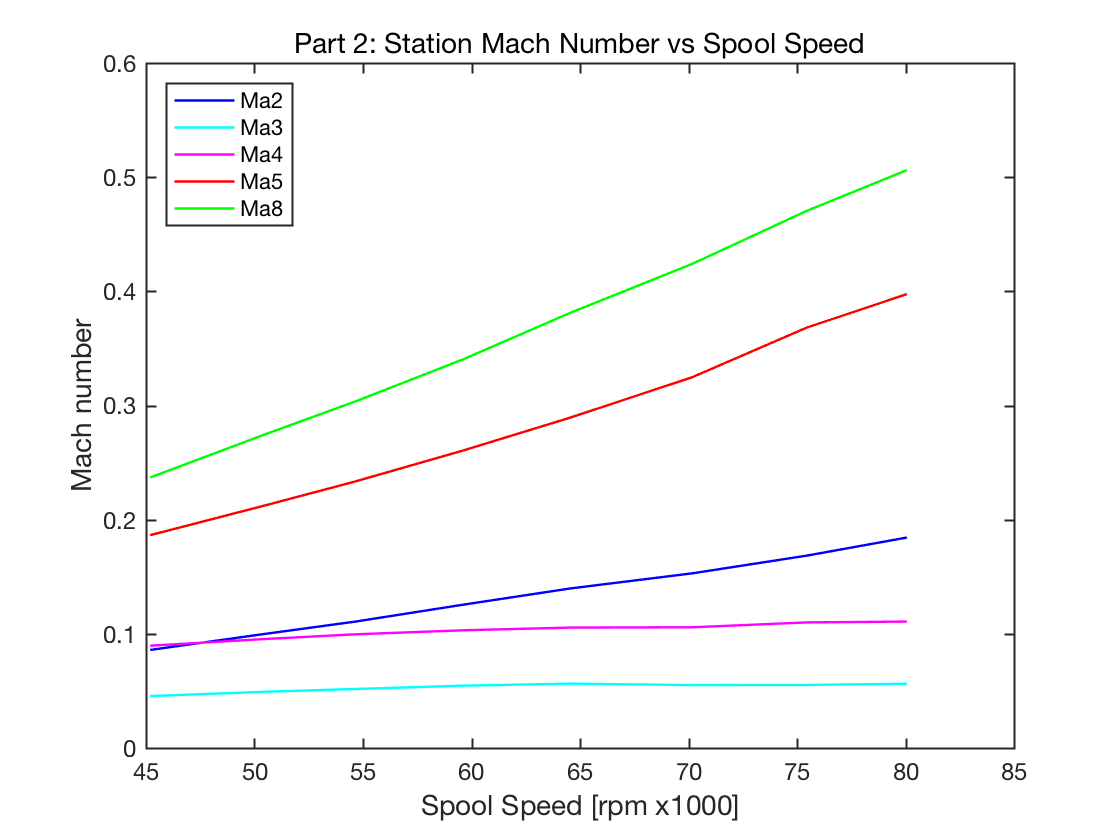 Part 2: Station Mach Number vs Spool Speed
0.6
0.5
0.4
0.3
0.2
0.1
0
Mach number
Ma2
Ma3
Ma4
Ma5
Ma8
45 50 55 60 65 70 75 80 85
Spool Speed [rpm x1000]